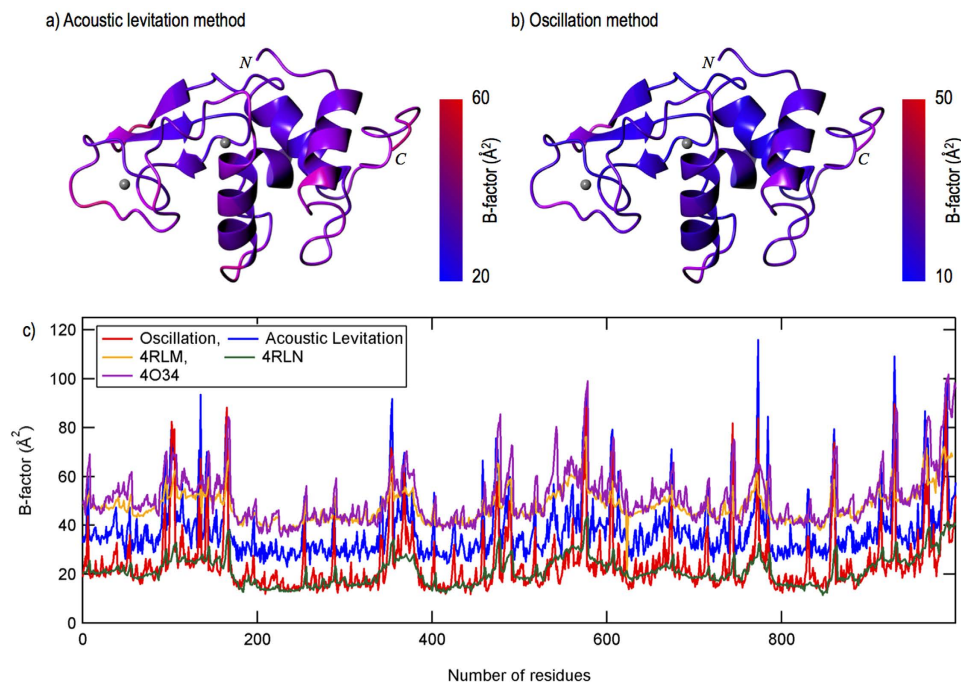 a) Acoustic levitation method
b) Oscillation method
N
C
60
20
B-factor (Å²)
N
C
50
10
B-factor (Å²)
c)
120
100
80
60
40
20
0
B-factor (Å²)
Oscillation, Acoustic Levitation
4RLM, 4RLN
4O34
0 200 400 600 800
Number of residues